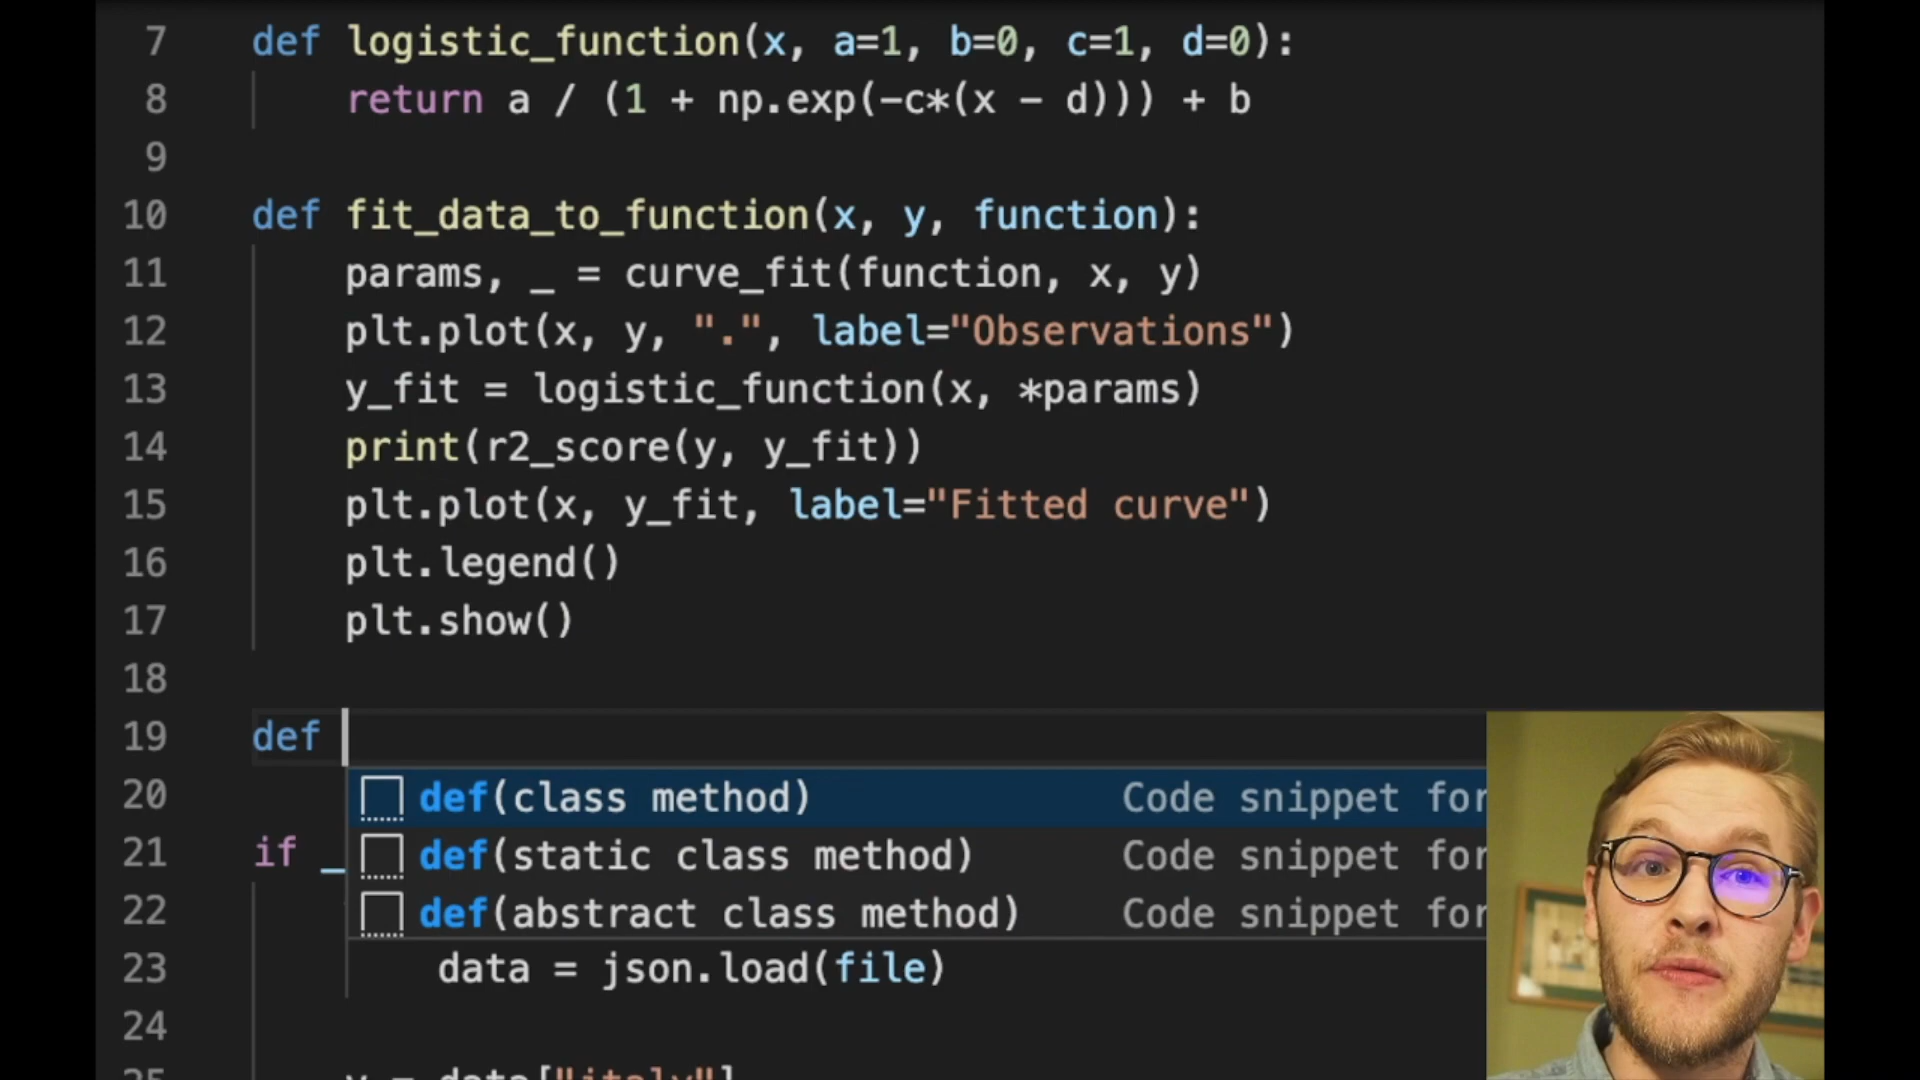 7 def logistic_function(x, a=1, b=0, c=1, d=0):
8 return a / (1 + np.exp(-c*(x - d))) + b
9
10 def fit_data_to_function(x, y, function):
11 params, _ = curve_fit(function, x, y)
12 plt.plot(x, y, ".", label="Observations")
13 y_fit = logistic_function(x, *params)
14 print(r2_score(y, y_fit))
15 plt.plot(x, y_fit, label="Fitted curve")
16 plt.legend()
17 plt.show()
18
19 def
20 def(class method) Code snippet for
21 if _ def(static class method) Code snippet for
22 def(abstract class method) Code snippet for
23 data = json.load(file)
24
25 y = data["italy"]